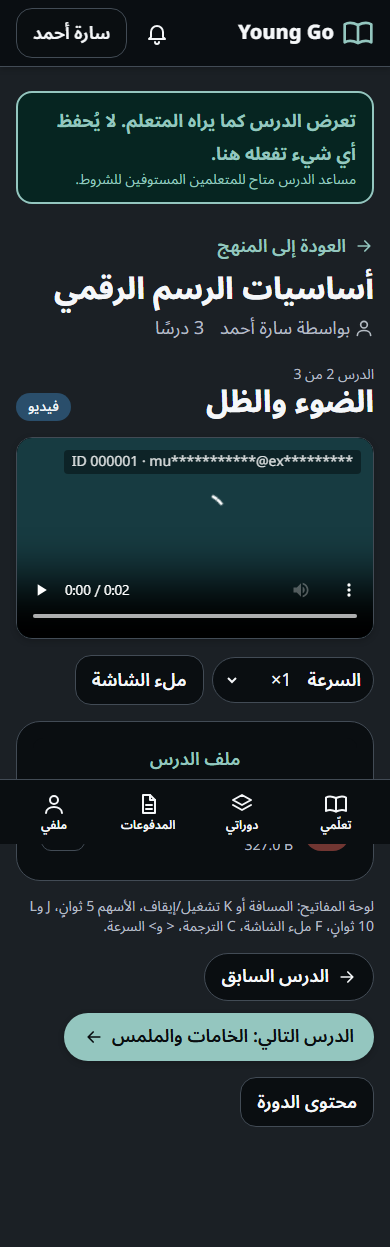 Young Go
سارة أحمد
تعرض الدرس كما يراه المتعلم. لا يُحفظ
أي شيء تفعله هنا.
مساعد الدرس متاح للمتعلمين المستوفين للشروط.
العودة إلى المنهج
أساسيات الرسم الرقمي
بواسطة سارة أحمد 3 درسًا
الدرس 2 من 3
الضوء والظل
فيديو
ID 000001 · mu***********@ex*********
0:00 / 0:02
السرعة 1×
ملء الشاشة
ملف الدرس
تعلّمي
دوراتي
المدفوعات
ملفي
327.0 B
لوحة المفاتيح: المسافة أو K تشغيل/إيقاف، الأسهم 5 ثوانٍ، J وL
10 ثوانٍ، F ملء الشاشة، C الترجمة، < و> السرعة.
الدرس السابق
الدرس التالي: الخامات والملمس
محتوى الدورة